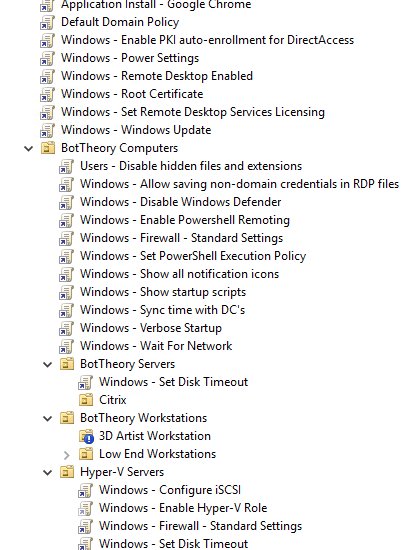 Application Install - Google Chrome
Default Domain Policy
Windows - Enable PKI auto-enrollment for DirectAccess
Windows - Power Settings
Windows - Remote Desktop Enabled
Windows - Root Certificate
Windows - Set Remote Desktop Services Licensing
Windows - Windows Update
BotTheory Computers
Users - Disable hidden files and extensions
Windows - Allow saving non-domain credentials in RDP files
Windows - Disable Windows Defender
Windows - Enable Powershell Remoting
Windows - Firewall - Standard Settings
Windows - Set PowerShell Execution Policy
Windows - Show all notification icons
Windows - Show startup scripts
Windows - Sync time with DC's
Windows - Verbose Startup
Windows - Wait For Network
BotTheory Servers
Windows - Set Disk Timeout
Citrix
BotTheory Workstations
3D Artist Workstation
Low End Workstations
Hyper-V Servers
Windows - Configure iSCSI
Windows - Enable Hyper-V Role
Windows - Firewall - Standard Settings
Windows - Set Disk Timeout